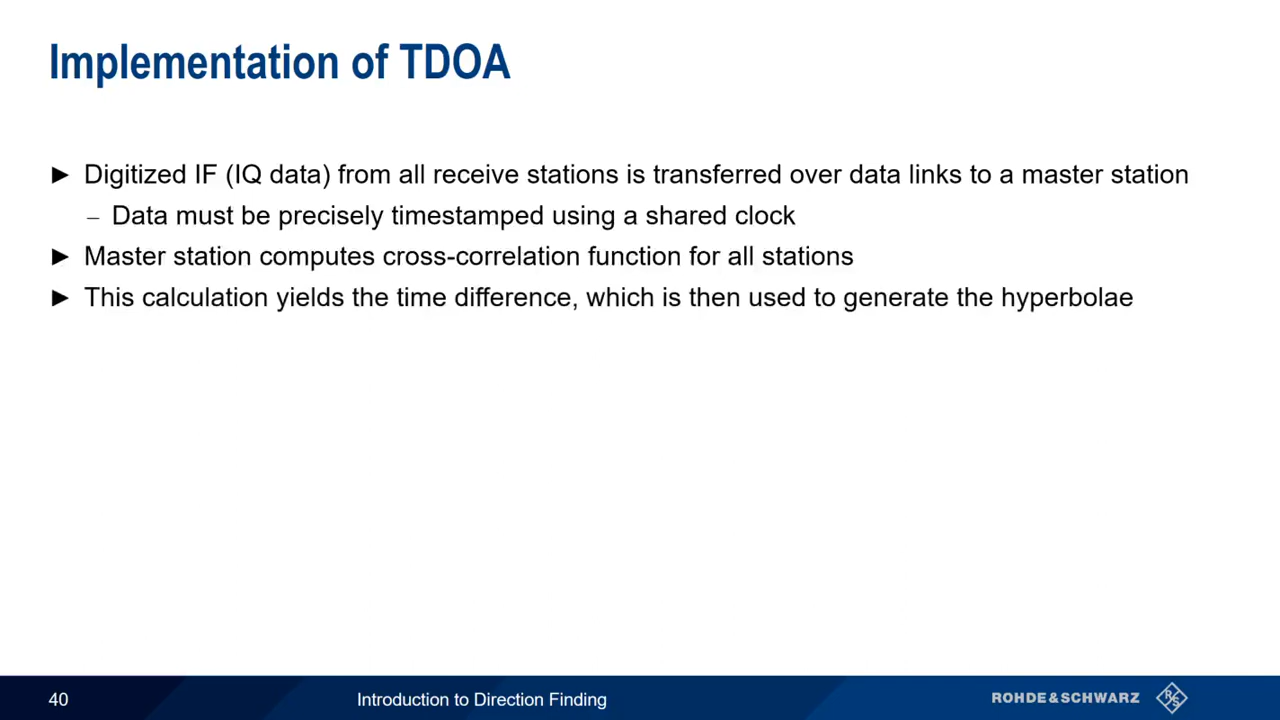 Implementation of TDOA
► Digitized IF (IQ data) from all receive stations is transferred over data links to a master station
– Data must be precisely timestamped using a shared clock
► Master station computes cross-correlation function for all stations
► This calculation yields the time difference, which is then used to generate the hyperbolae
40
Introduction to Direction Finding
ROHDE&SCHWARZ
R&S